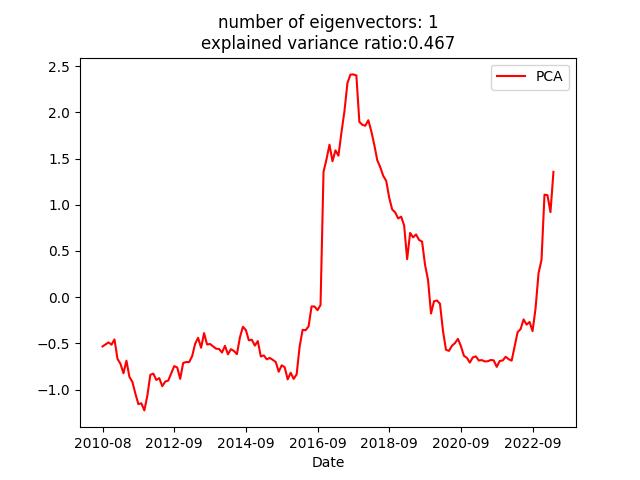 number of eigenvectors: 1
explained variance ratio:0.467
PCA
2.5
2.0
1.5
1.0
0.5
0.0
−0.5
−1.0
2010-08 2012-09 2014-09 2016-09 2018-09 2020-09 2022-09
Date